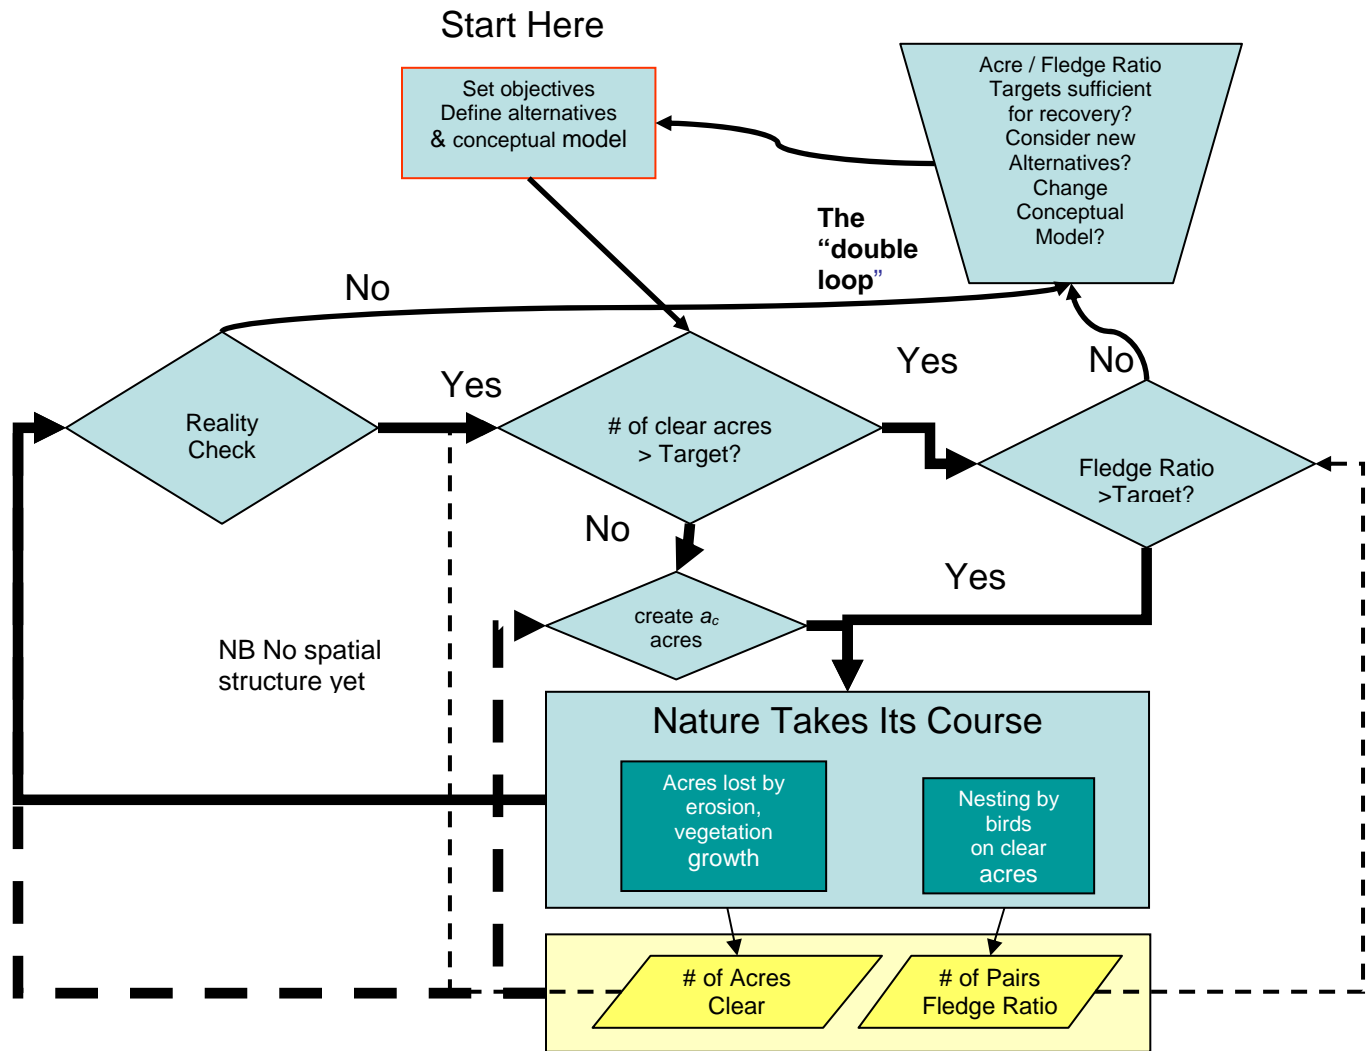 Start Here
Set objectives
Define alternatives
& conceptual model
Acre / Fledge Ratio
Targets sufficient
for recovery?
Consider new
Alternatives?
Change
Conceptual
Model?
The
“double
loop”
No
Yes
Yes
No
Reality
Check
# of clear acres
> Target?
Fledge Ratio
>Target?
No
Yes
create ac
acres
NB No spatial
structure yet
Nature Takes Its Course
Acres lost by
erosion,
vegetation
growth
Nesting by
birds
on clear
acres
# of Acres
Clear
# of Pairs
Fledge Ratio